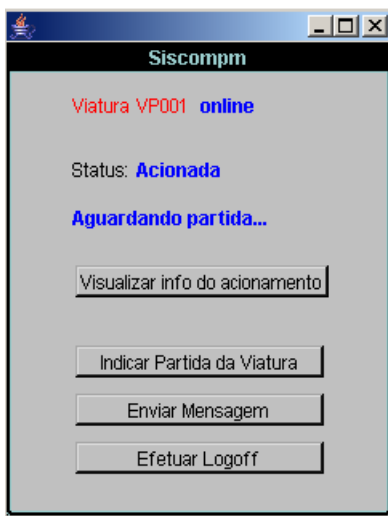 Siscompm
Viatura VP001 online
Status: Acionada
Aguardando partida...
Visualizar info do acionamento
Indicar Partida da Viatura
Enviar Mensagem
Efetuar Logoff